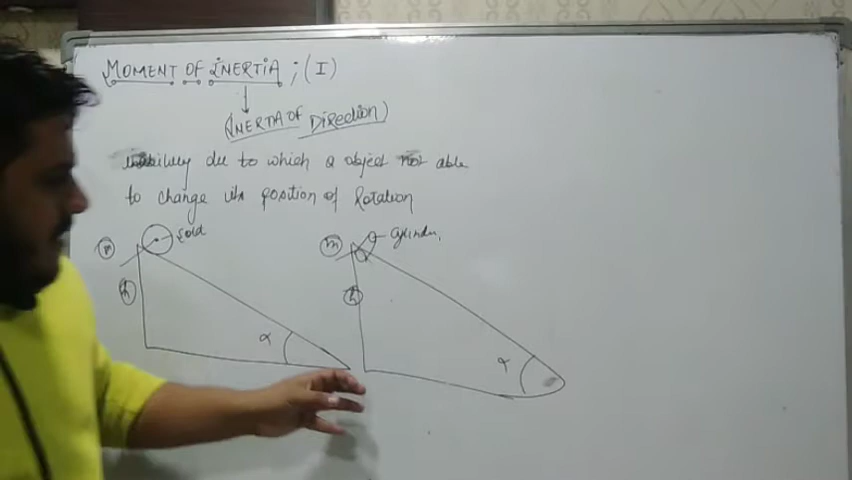 MOMENT OF INERTIA ; (I)
(INERTIA OF Direction)
due to which a object not able
to change its position of Rotation
m Solid
m Cylinder,
h
h
α
α